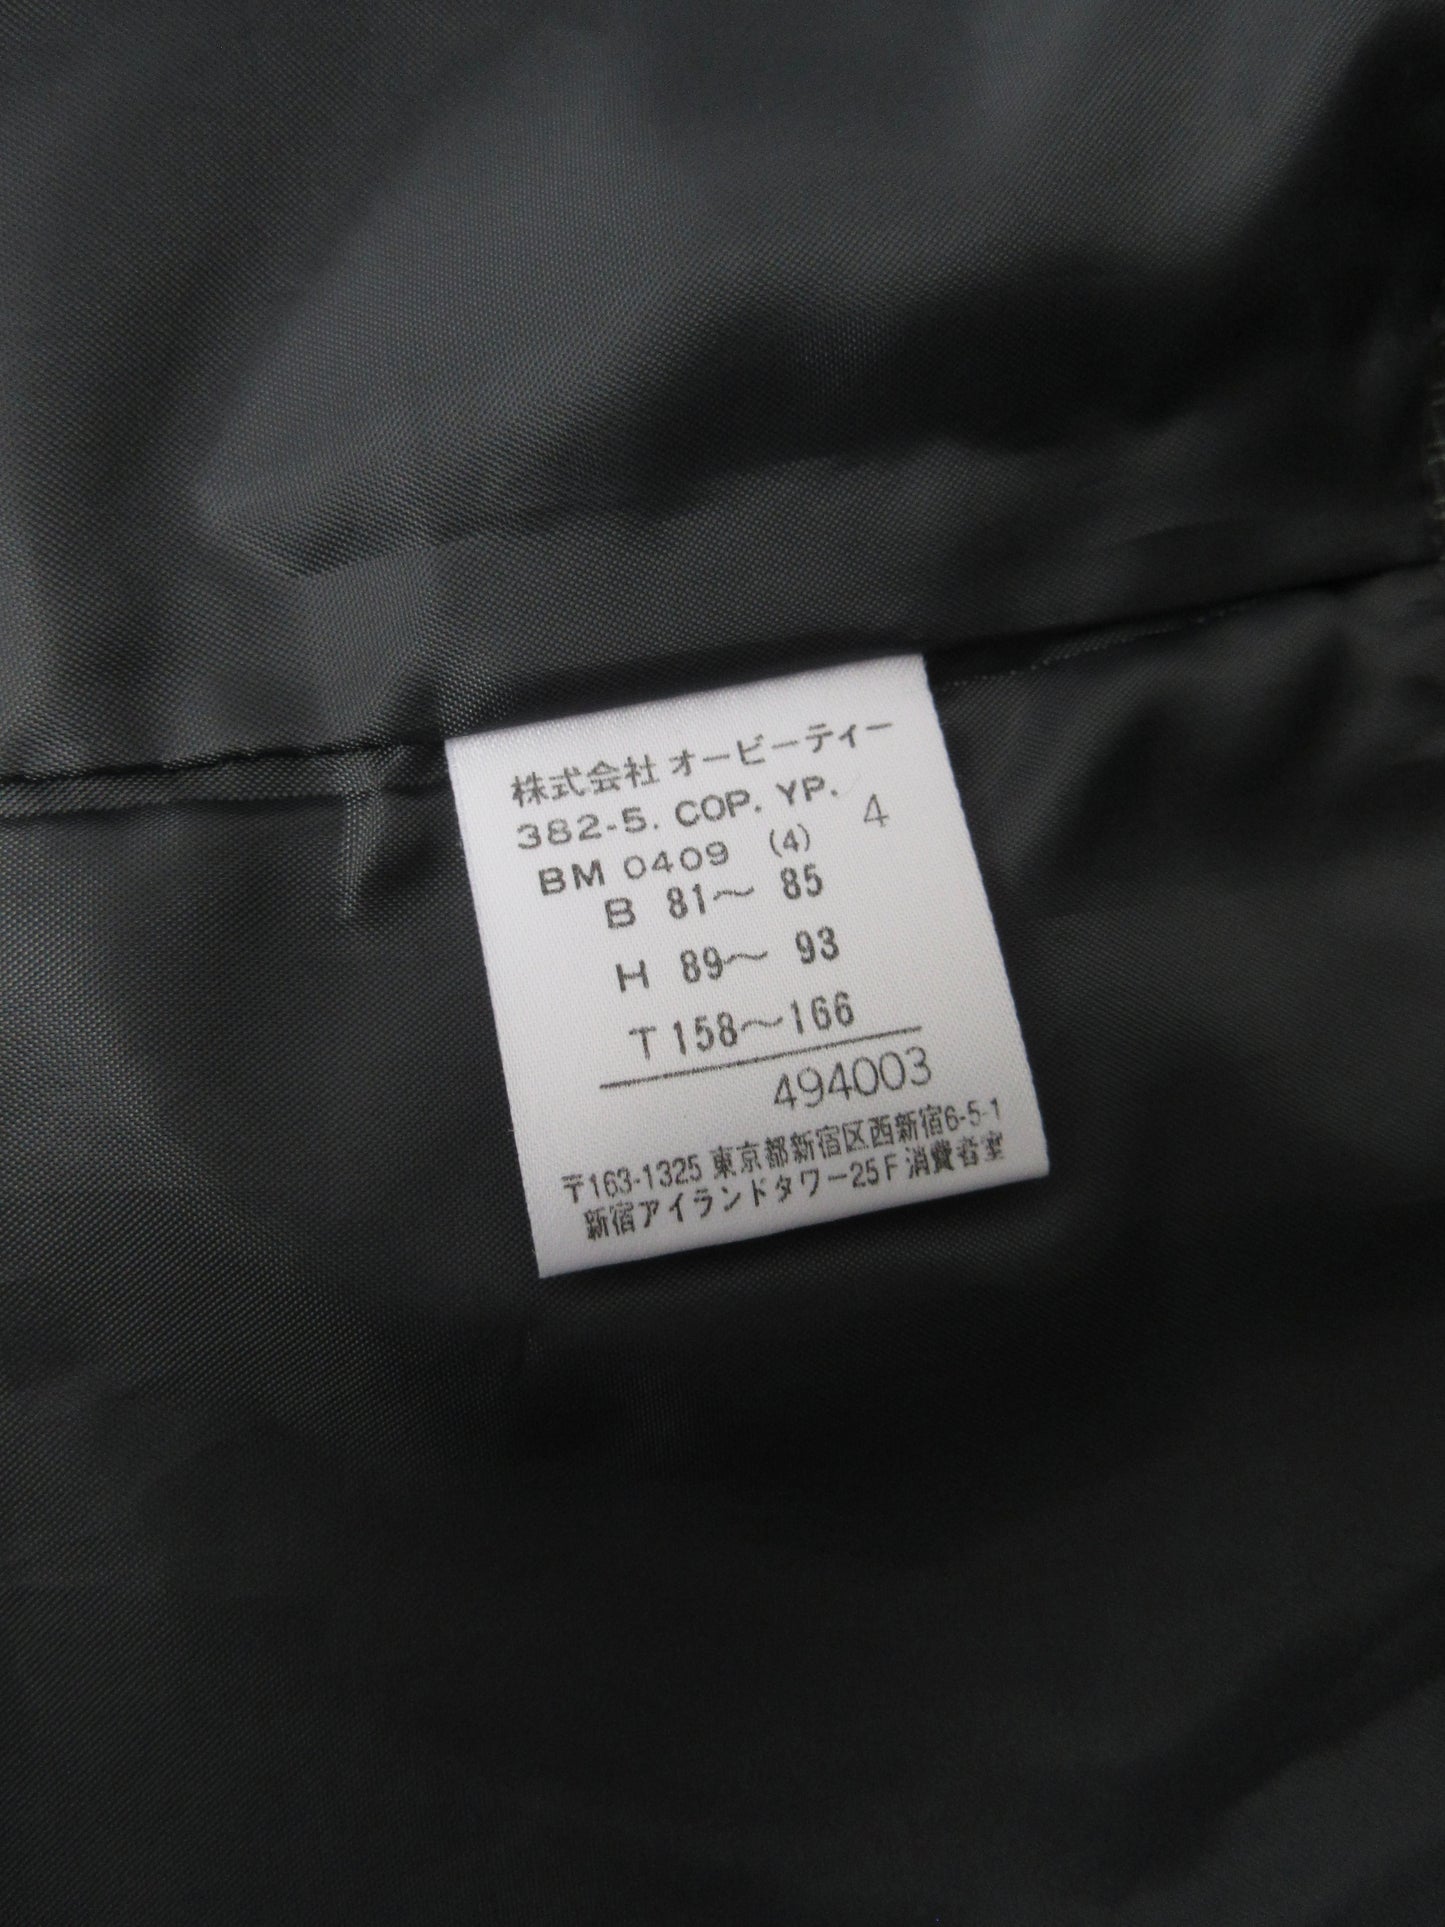 株式会社 オービーティー
382-5. COP. YP. 4
BM 0409 (4)
B 81〜 85
H 89〜 93
T 158〜166
494003
〒163-1325 東京都新宿区西新宿6-5-1
新宿アイランドタワー25F 消費者室